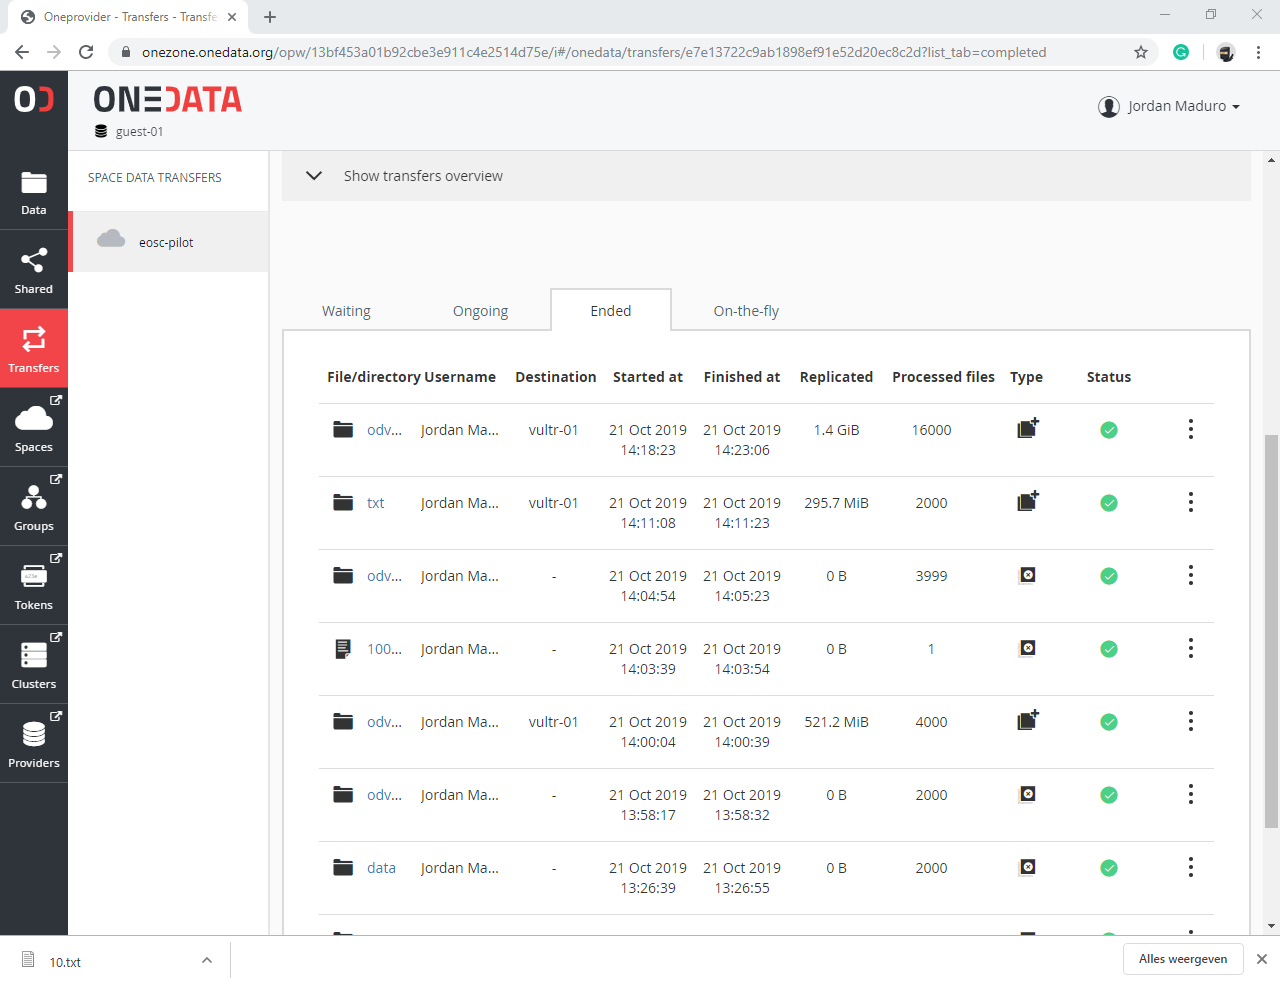 Oneprovider - Transfers - Transfe
onezone.onedata.org/opw/13bf453a01b92cbe3e911c4e2514d75e/i#/onedata/transfers/e7e13722c9ab1898ef91e52d20ec8c2d?list_tab=completed
ONEDATA
guest-01
Jordan Maduro
Data
Shared
Transfers
Spaces
Groups
Tokens
Clusters
Providers
SPACE DATA TRANSFERS
eosc-pilot
Show transfers overview
Waiting Ongoing Ended On-the-fly
File/directory Username Destination Started at Finished at Replicated Processed files Type Status
odv... Jordan Ma... vultr-01 21 Oct 2019 21 Oct 2019 1.4 GiB 16000
14:18:23 14:23:06
txt Jordan Ma... vultr-01 21 Oct 2019 21 Oct 2019 295.7 MiB 2000
14:11:08 14:11:23
odv... Jordan Ma... - 21 Oct 2019 21 Oct 2019 0 B 3999
14:04:54 14:05:23
100... Jordan Ma... - 21 Oct 2019 21 Oct 2019 0 B 1
14:03:39 14:03:54
odv... Jordan Ma... vultr-01 21 Oct 2019 21 Oct 2019 521.2 MiB 4000
14:00:04 14:00:39
odv... Jordan Ma... - 21 Oct 2019 21 Oct 2019 0 B 2000
13:58:17 13:58:32
data Jordan Ma... - 21 Oct 2019 21 Oct 2019 0 B 2000
13:26:39 13:26:55
10.txt
Alles weergeven